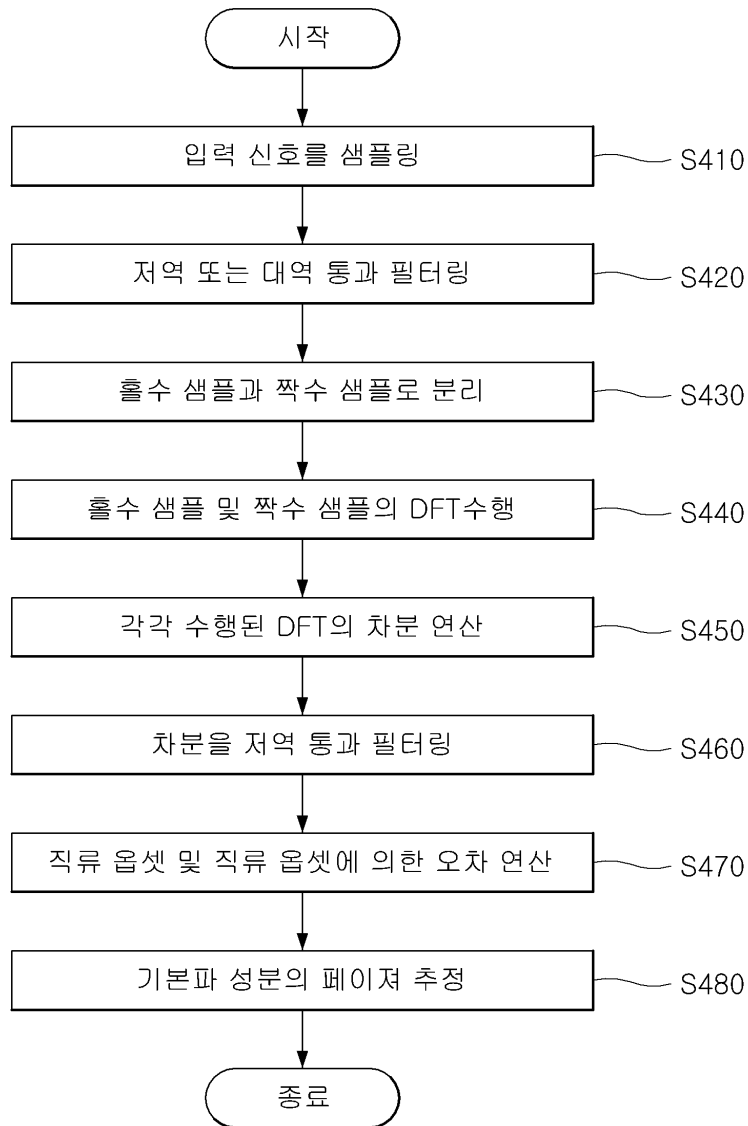 시작
입력 신호를 샘플링
S410
저역 또는 대역 통과 필터링
S420
홀수 샘플과 짝수 샘플로 분리
S430
홀수 샘플 및 짝수 샘플의 DFT수행
S440
각각 수행된 DFT의 차분 연산
S450
차분을 저역 통과 필터링
S460
직류 옵셋 및 직류 옵셋에 의한 오차 연산
S470
기본파 성분의 페이져 추정
S480
종료